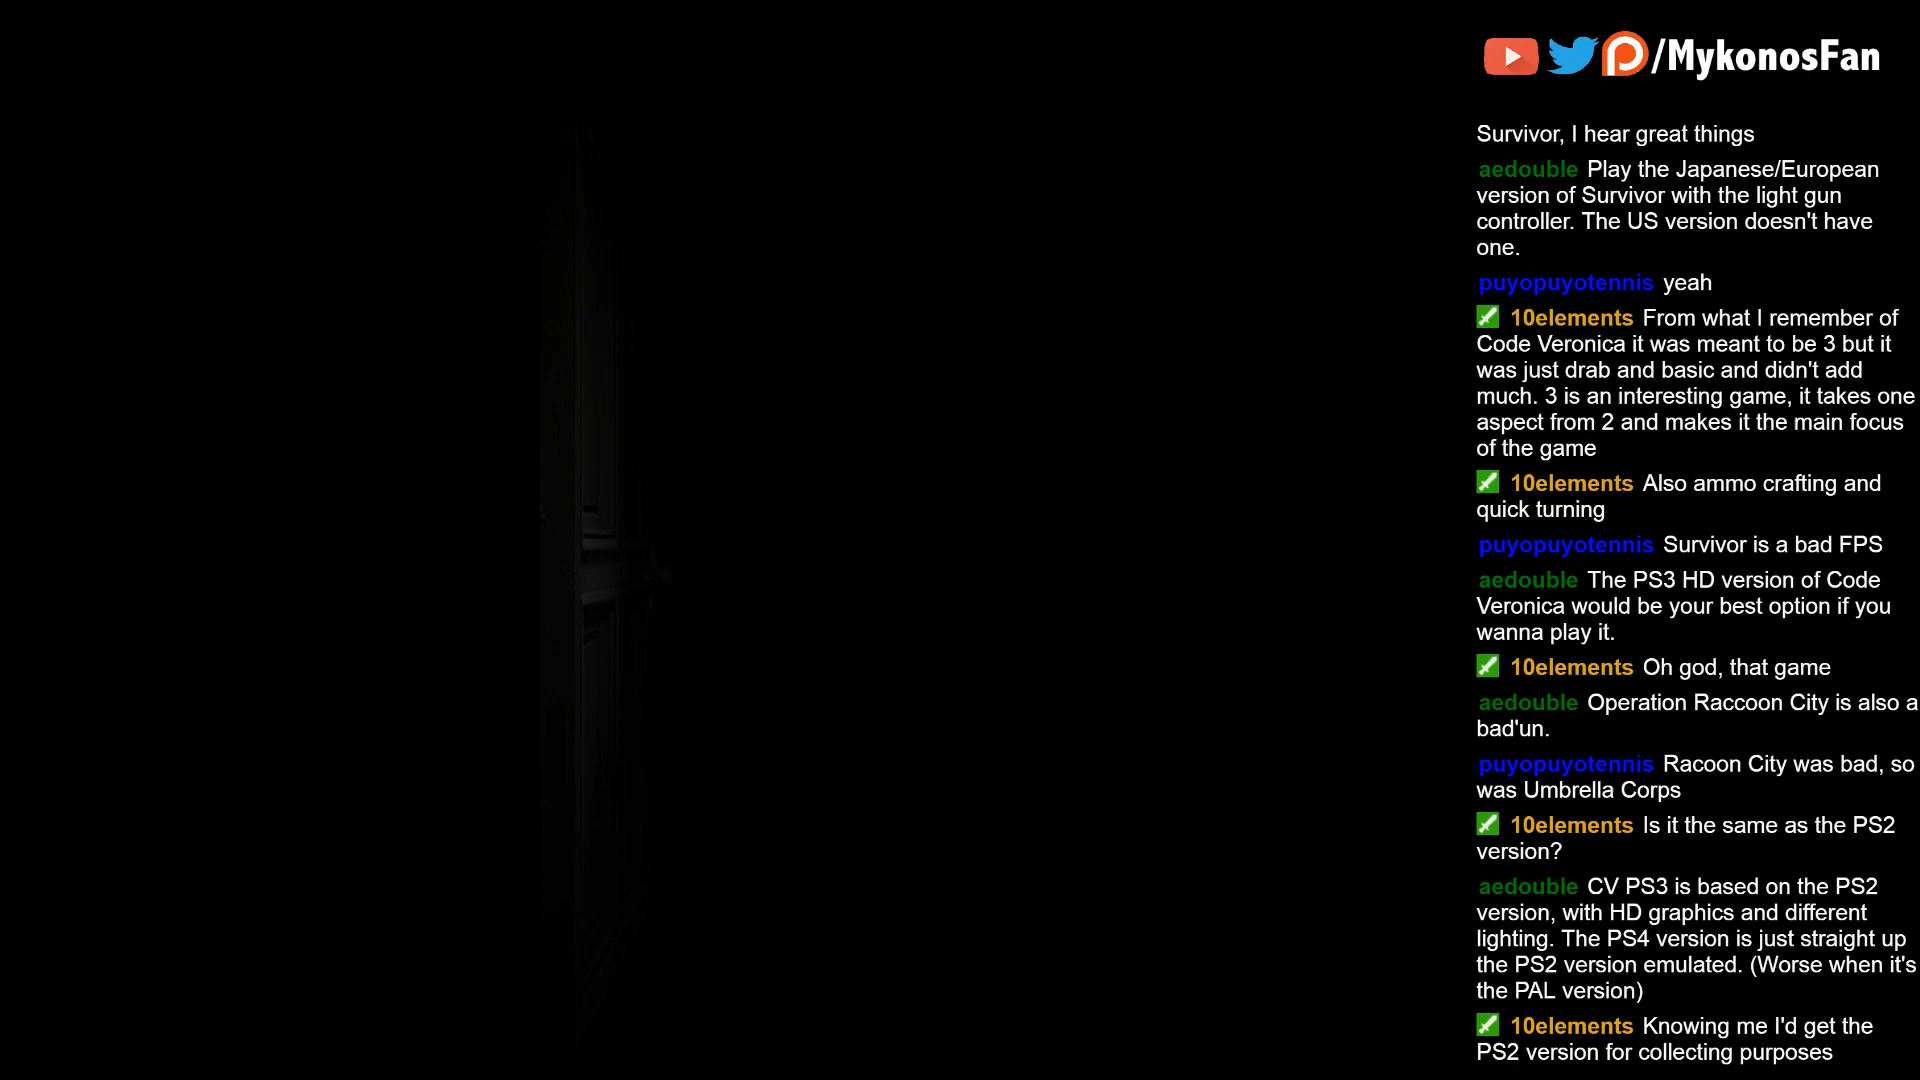 /MykonosFan
Survivor, I hear great things
aedouble Play the Japanese/European
version of Survivor with the light gun
controller. The US version doesn't have
one.
puyopuyotennis yeah
10elements From what I remember of
Code Veronica it was meant to be 3 but it
was just drab and basic and didn't add
much. 3 is an interesting game, it takes one
aspect from 2 and makes it the main focus
of the game
10elements Also ammo crafting and
quick turning
puyopuyotennis Survivor is a bad FPS
aedouble The PS3 HD version of Code
Veronica would be your best option if you
wanna play it.
10elements Oh god, that game
aedouble Operation Raccoon City is also a
bad'un.
puyopuyotennis Racoon City was bad, so
was Umbrella Corps
10elements Is it the same as the PS2
version?
aedouble CV PS3 is based on the PS2
version, with HD graphics and different
lighting. The PS4 version is just straight up
the PS2 version emulated. (Worse when it's
the PAL version)
10elements Knowing me I'd get the
PS2 version for collecting purposes